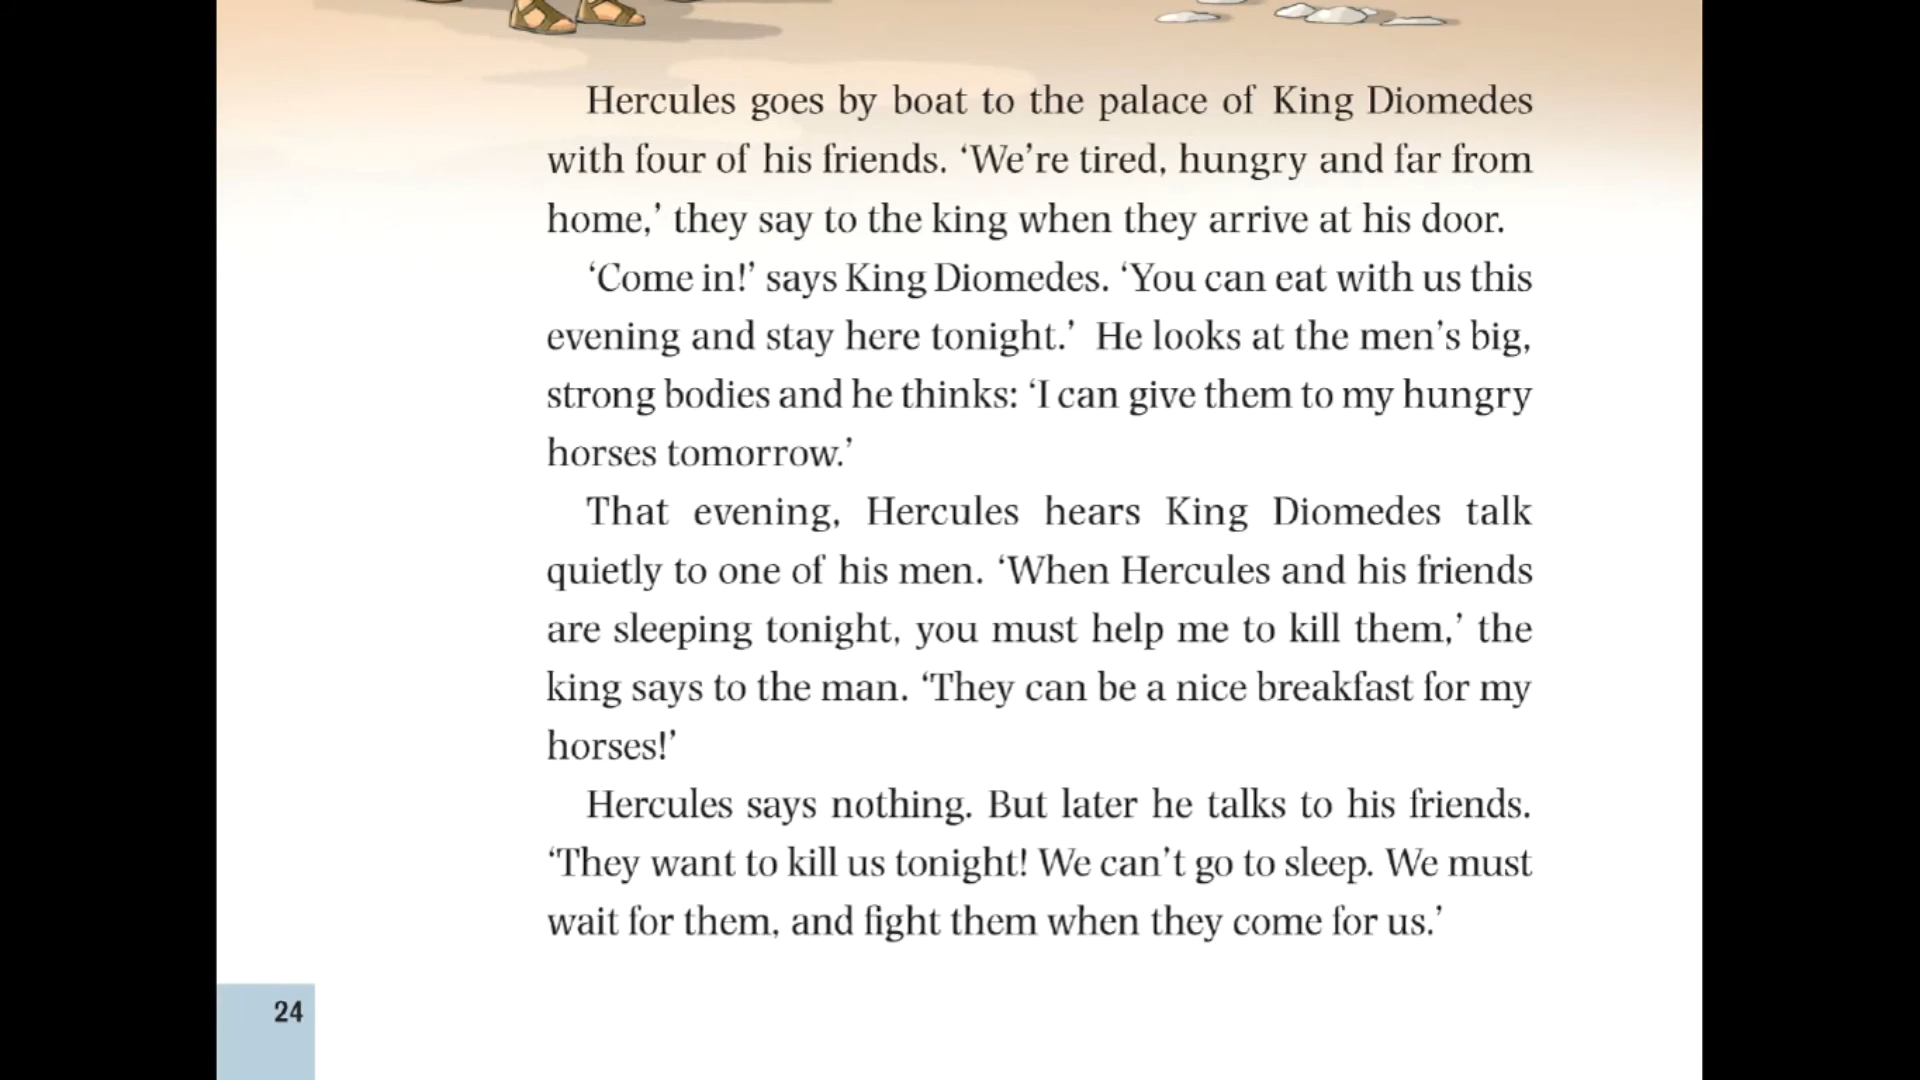 Hercules goes by boat to the palace of King Diomedes
with four of his friends. ‘We’re tired, hungry and far from
home,’ they say to the king when they arrive at his door.
‘Come in!’ says King Diomedes. ‘You can eat with us this
evening and stay here tonight.’ He looks at the men’s big,
strong bodies and he thinks: ‘I can give them to my hungry
horses tomorrow.’
That evening, Hercules hears King Diomedes talk
quietly to one of his men. ‘When Hercules and his friends
are sleeping tonight, you must help me to kill them,’ the
king says to the man. ‘They can be a nice breakfast for my
horses!’
Hercules says nothing. But later he talks to his friends.
‘They want to kill us tonight! We can’t go to sleep. We must
wait for them, and fight them when they come for us.’
24